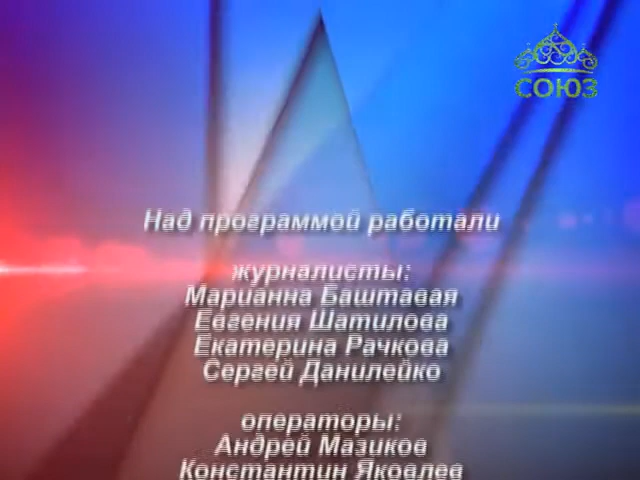 СОЮЗ
Над программой работали
журналисты:
Марианна Баштавая
Евгения Шатилова
Екатерина Рачкова
Сергей Данилейко
операторы:
Андрей Мазиков
Константин Яковлев